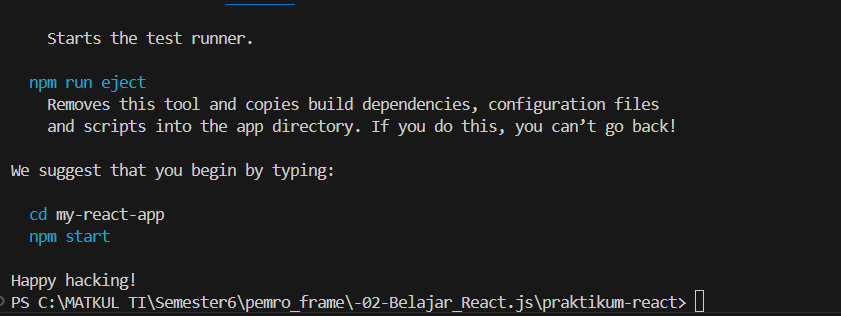 Starts the test runner.
npm run eject
Removes this tool and copies build dependencies, configuration files
and scripts into the app directory. If you do this, you can’t go back!
We suggest that you begin by typing:
cd my-react-app
npm start
Happy hacking!
PS C:\MATKUL TI\Semester6\pemro_frame\-02-Belajar_React.js\praktikum-react>